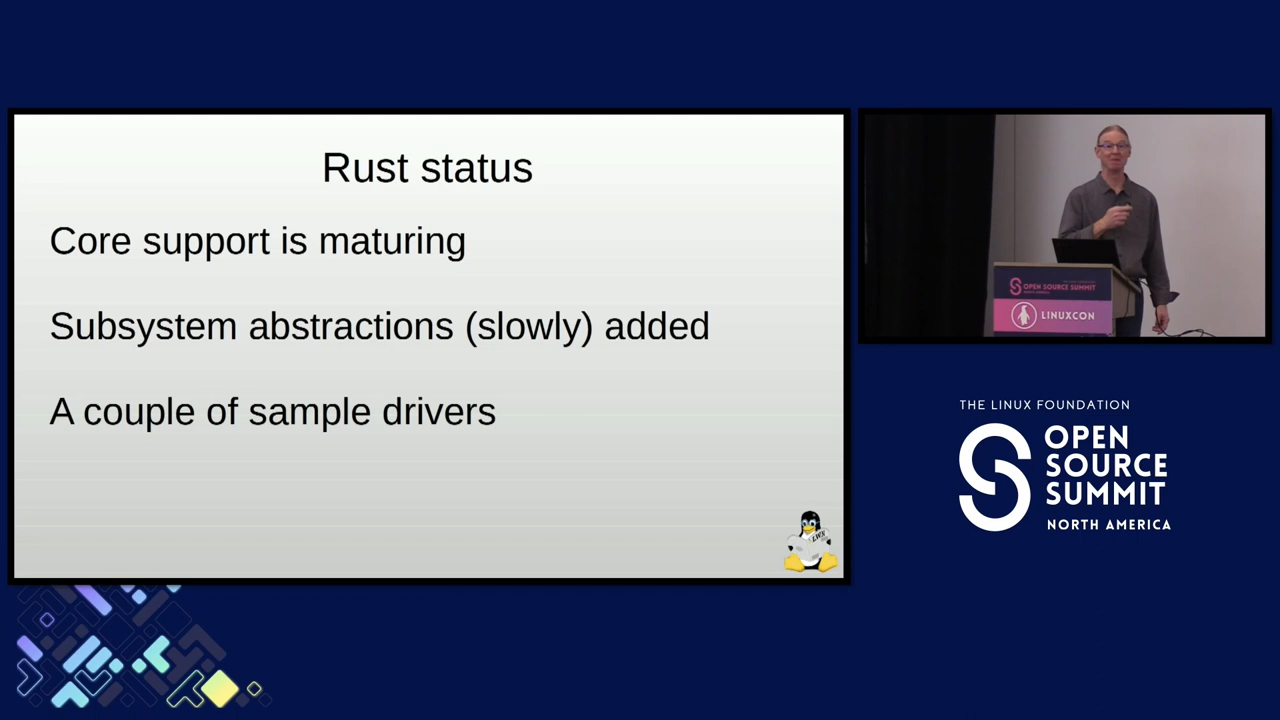 Rust status
Core support is maturing
Subsystem abstractions (slowly) added
A couple of sample drivers
LWN
OPEN SOURCE SUMMIT
LINUXCON
THE LINUX FOUNDATION
OPEN
SOURCE
SUMMIT
NORTH AMERICA